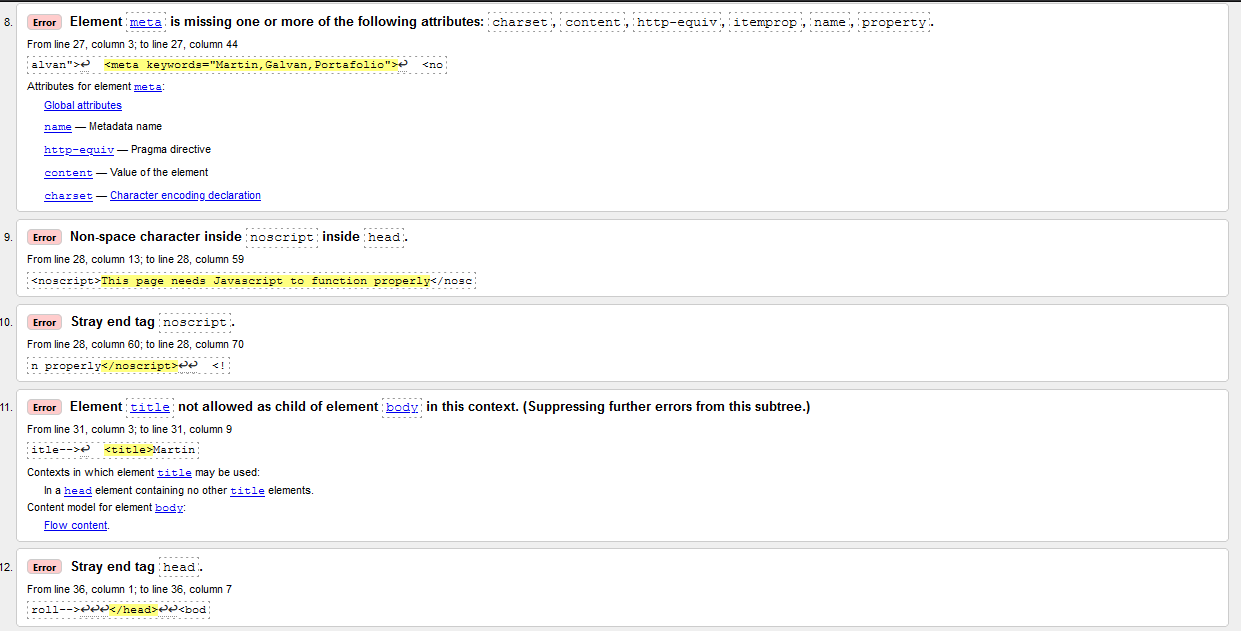 8. Error Element meta is missing one or more of the following attributes: charset, content, http-equiv, itemprop, name, property.
From line 27, column 3; to line 27, column 44
alvan">↩ <meta keywords="Martin,Galvan,Portafolio">↩ <no
Attributes for element meta:
Global attributes
name — Metadata name
http-equiv — Pragma directive
content — Value of the element
charset — Character encoding declaration
9. Error Non-space character inside noscript inside head.
From line 28, column 13; to line 28, column 59
<noscript>This page needs Javascript to function properly</nosc
10. Error Stray end tag noscript.
From line 28, column 60; to line 28, column 70
n properly</noscript>↩↩ <!
11. Error Element title not allowed as child of element body in this context. (Suppressing further errors from this subtree.)
From line 31, column 3; to line 31, column 9
itle-->↩ <title>Martin
Contexts in which element title may be used:
In a head element containing no other title elements.
Content model for element body:
Flow content.
12. Error Stray end tag head.
From line 36, column 1; to line 36, column 7
roll-->↩↩↩</head>↩↩<bod